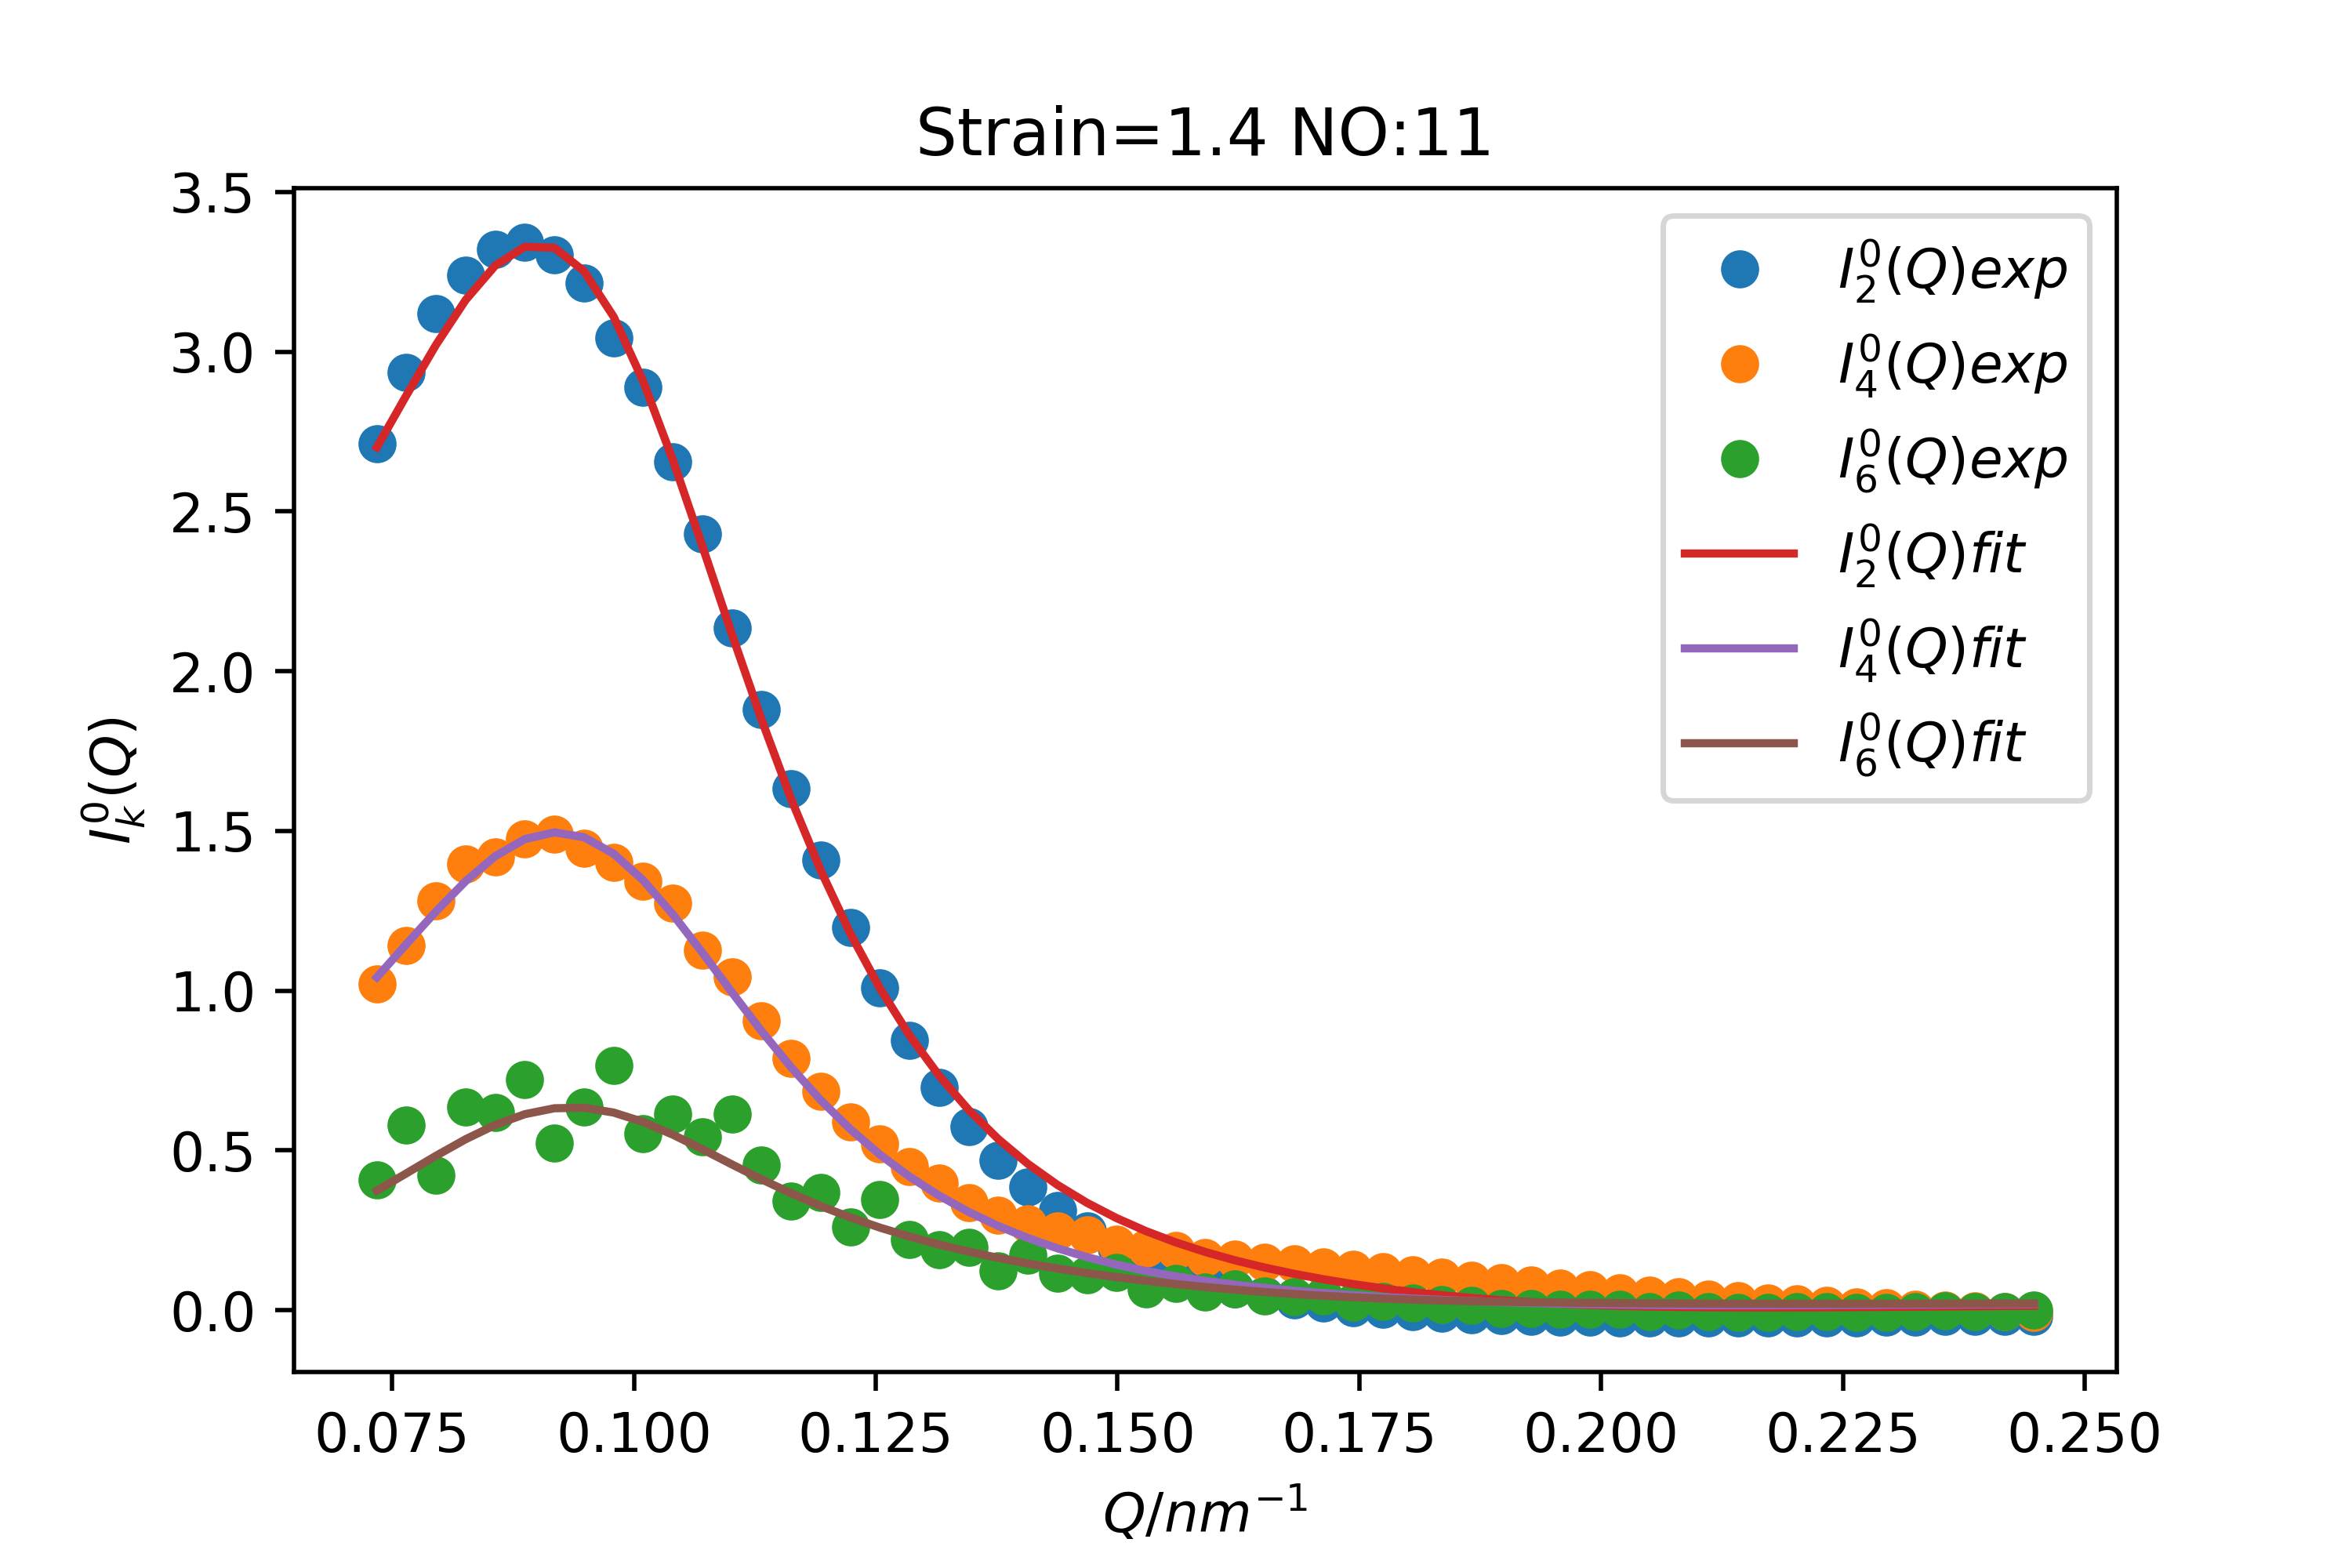 Strain=1.4 NO:11
3.5
3.0
2.5
2.0
1.5
1.0
0.5
0.0
I_k^0(Q)
I_2^0(Q)exp
I_4^0(Q)exp
I_6^0(Q)exp
I_2^0(Q)fit
I_4^0(Q)fit
I_6^0(Q)fit
0.075 0.100 0.125 0.150 0.175 0.200 0.225 0.250
Q/nm^{-1}